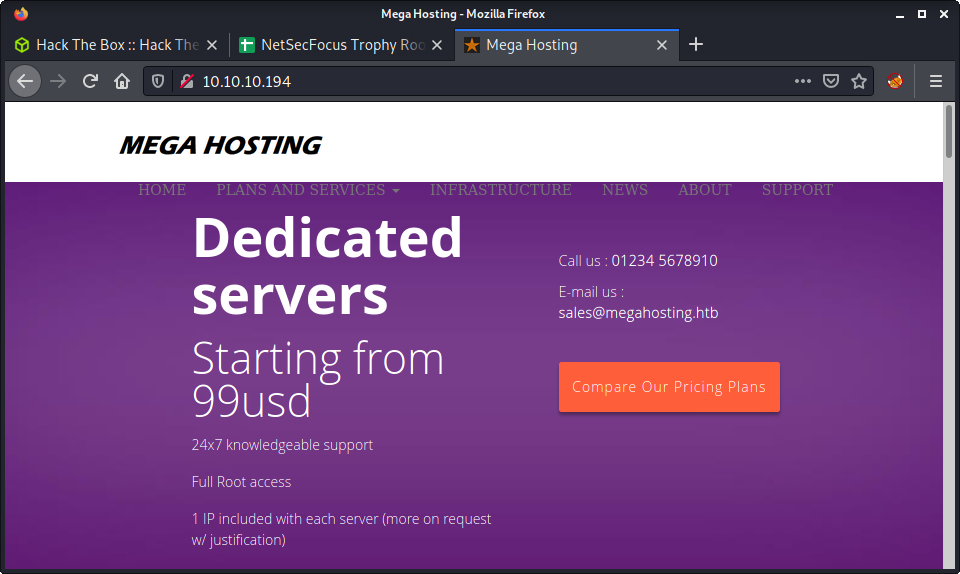 Mega Hosting - Mozilla Firefox
Hack The Box :: Hack The
NetSecFocus Trophy Roo
Mega Hosting
10.10.10.194
MEGA HOSTING
HOME PLANS AND SERVICES INFRASTRUCTURE NEWS ABOUT SUPPORT
Dedicated
servers
Starting from
99usd
24x7 knowledgeable support
Full Root access
1 IP included with each server (more on request
w/ justification)
Call us : 01234 5678910
E-mail us :
sales@megahosting.htb
Compare Our Pricing Plans